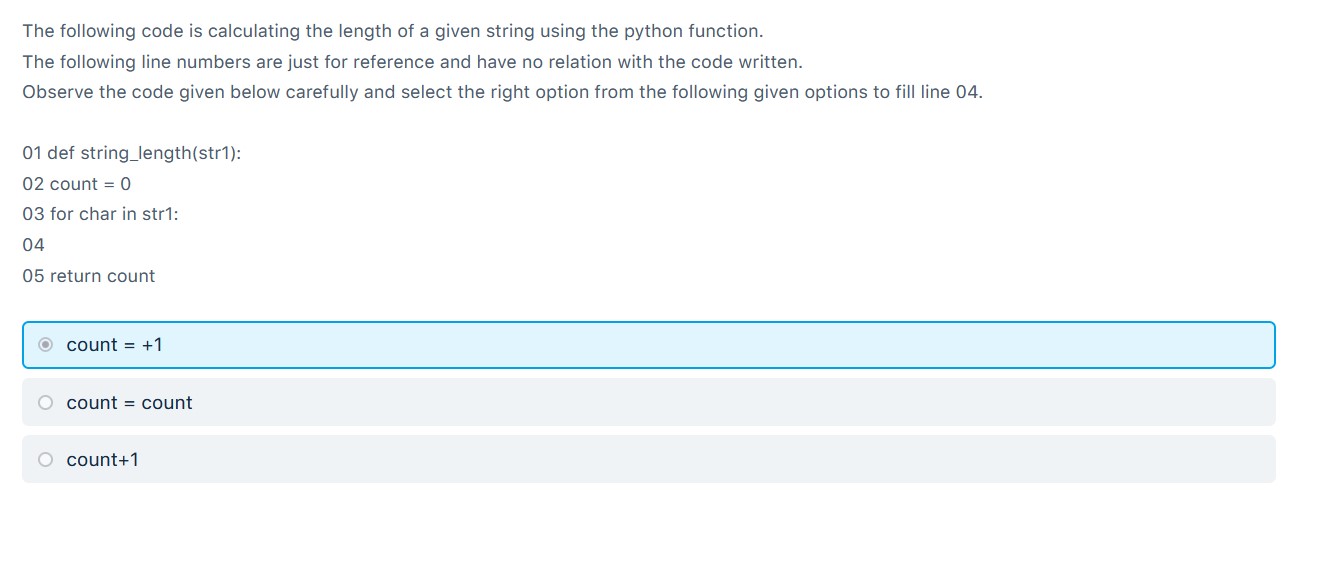 The following code is calculating the length of a given string using the python function.
The following line numbers are just for reference and have no relation with the code written.
Observe the code given below carefully and select the right option from the following given options to fill line 04.
01 def string_length(str1):
02 count = 0
03 for char in str1:
04
05 return count
count = +1
count = count
count+1